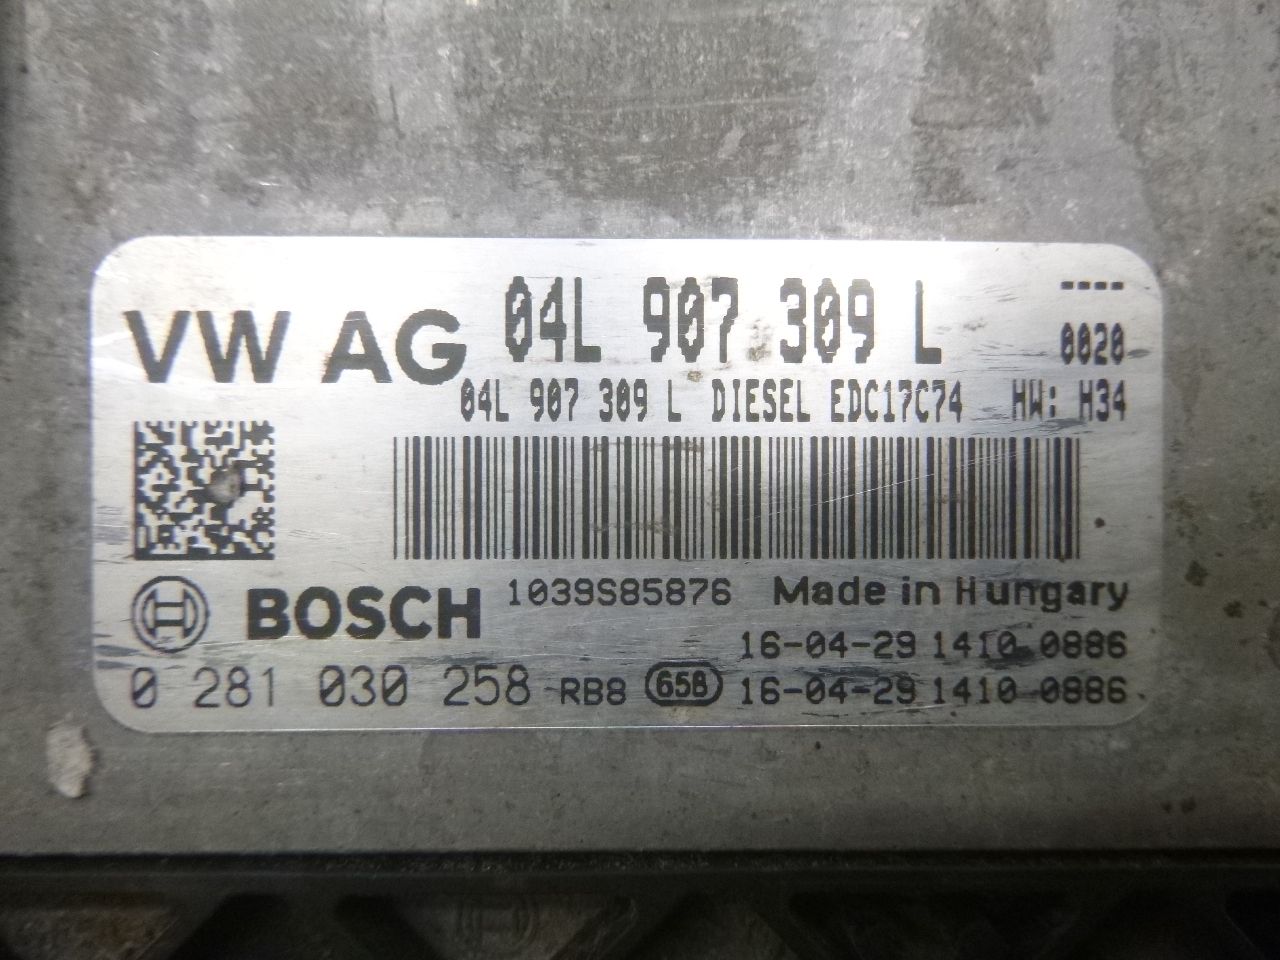 VW AG 04L 907 309 L ----
0020
04L 907 309 L DIESEL EDC17C74 HW: H34
BOSCH 1039S85876 Made in Hungary
16-04-29 1410 0886
0 281 030 258 RB8 658 16-04-29 1410 0886